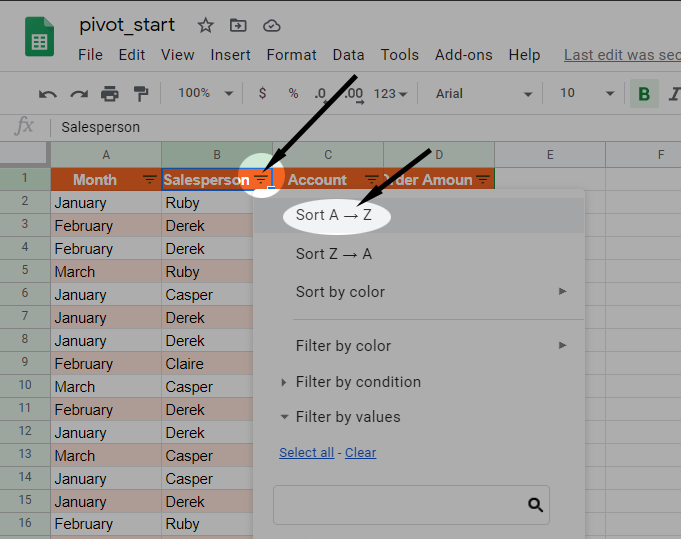 pivot_start
File Edit View Insert Format Data Tools Add-ons Help Last edit was sec
100% $ % .0 .00 123 Arial 10 B I
fx Salesperson
A B C D E F
1 Month Salesperson Account Order Amoun
2 January Ruby
Sort A → Z
3 February Derek
4 February Derek
Sort Z → A
5 March Ruby
6 January Casper
Sort by color
7 January Derek
8 January Derek
Filter by color
9 February Claire
10 March Casper
Filter by condition
11 February Derek
Filter by values
12 January Derek
13 March Casper
Select all - Clear
14 January Casper
15 January Derek
16 February Ruby